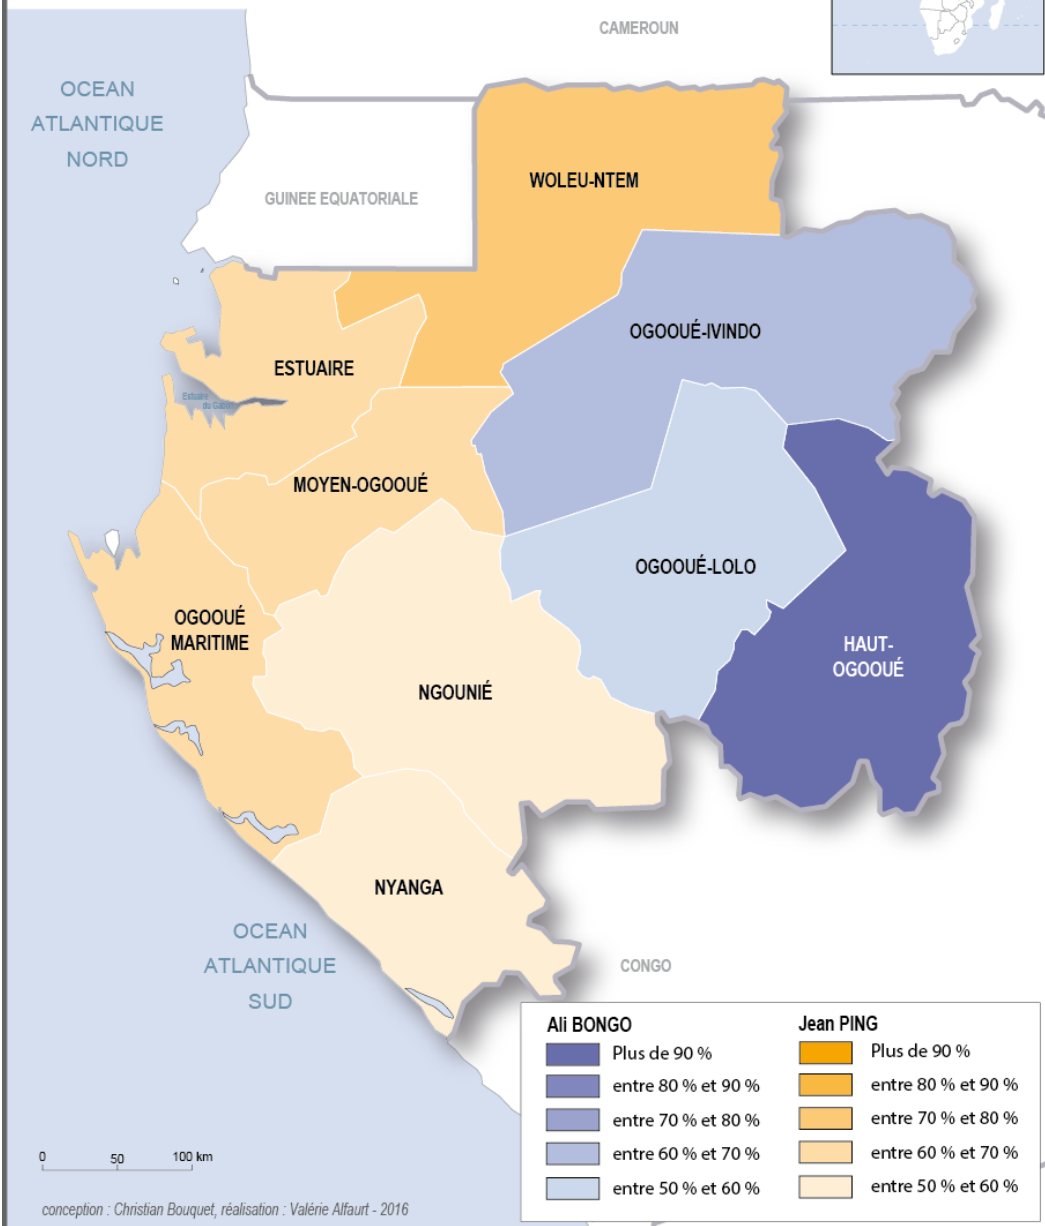 CAMEROUN
OCEAN
ATLANTIQUE
NORD
GUINEE EQUATORIALE
WOLEU-NTEM
OGOOUÉ-IVINDO
ESTUAIRE
Estuaire
du Gabon
MOYEN-OGOOUÉ
OGOOUÉ-LOLO
OGOOUÉ
MARITIME
HAUT-
OGOOUÉ
NGOUNIÉ
NYANGA
OCEAN
ATLANTIQUE
SUD
CONGO
Ali BONGO
Plus de 90 %
entre 80 % et 90 %
entre 70 % et 80 %
entre 60 % et 70 %
entre 50 % et 60 %
Jean PING
Plus de 90 %
entre 80 % et 90 %
entre 70 % et 80 %
entre 60 % et 70 %
entre 50 % et 60 %
0 50 100 km
conception : Christian Bouquet, réalisation : Valérie Alfaurt - 2016